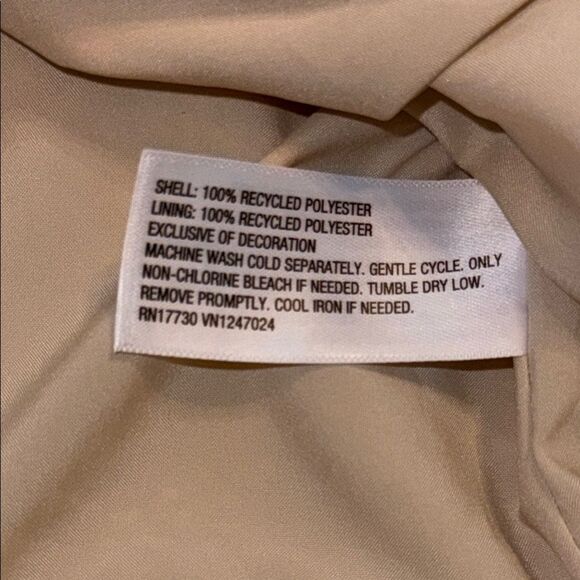 SHELL: 100% RECYCLED POLYESTER
LINING: 100% RECYCLED POLYESTER
EXCLUSIVE OF DECORATION
MACHINE WASH COLD SEPARATELY. GENTLE CYCLE. ONLY
NON-CHLORINE BLEACH IF NEEDED. TUMBLE DRY LOW.
REMOVE PROMPTLY. COOL IRON IF NEEDED.
RN17730 VN1247024